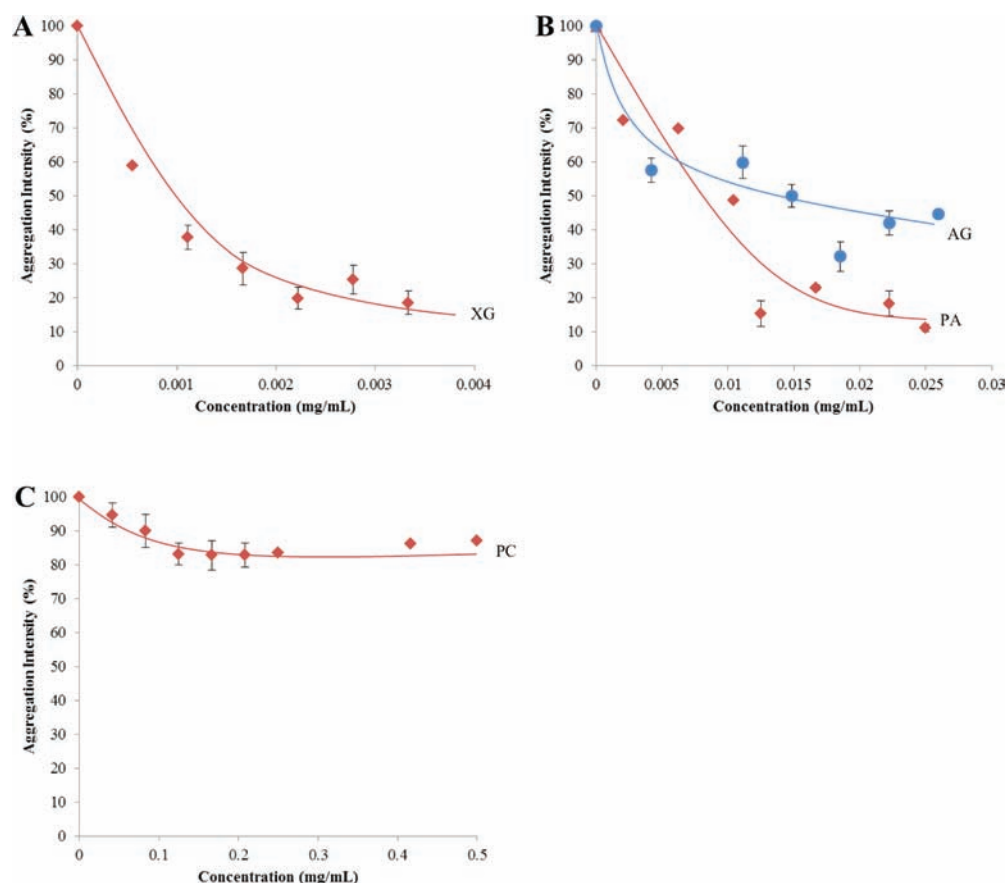 A
Aggregation Intensity (%)
100
90
80
70
60
50
40
30
20
10
0
0 0.001 0.002 0.003 0.004
Concentration (mg/mL)
XG
B
Aggregation Intensity (%)
100
90
80
70
60
50
40
30
20
10
0
0 0.005 0.01 0.015 0.02 0.025 0.03
Concentration (mg/mL)
AG
PA
C
Aggregation Intensity (%)
100
90
80
70
60
50
40
30
20
10
0
0 0.1 0.2 0.3 0.4 0.5
Concentration (mg/mL)
PC